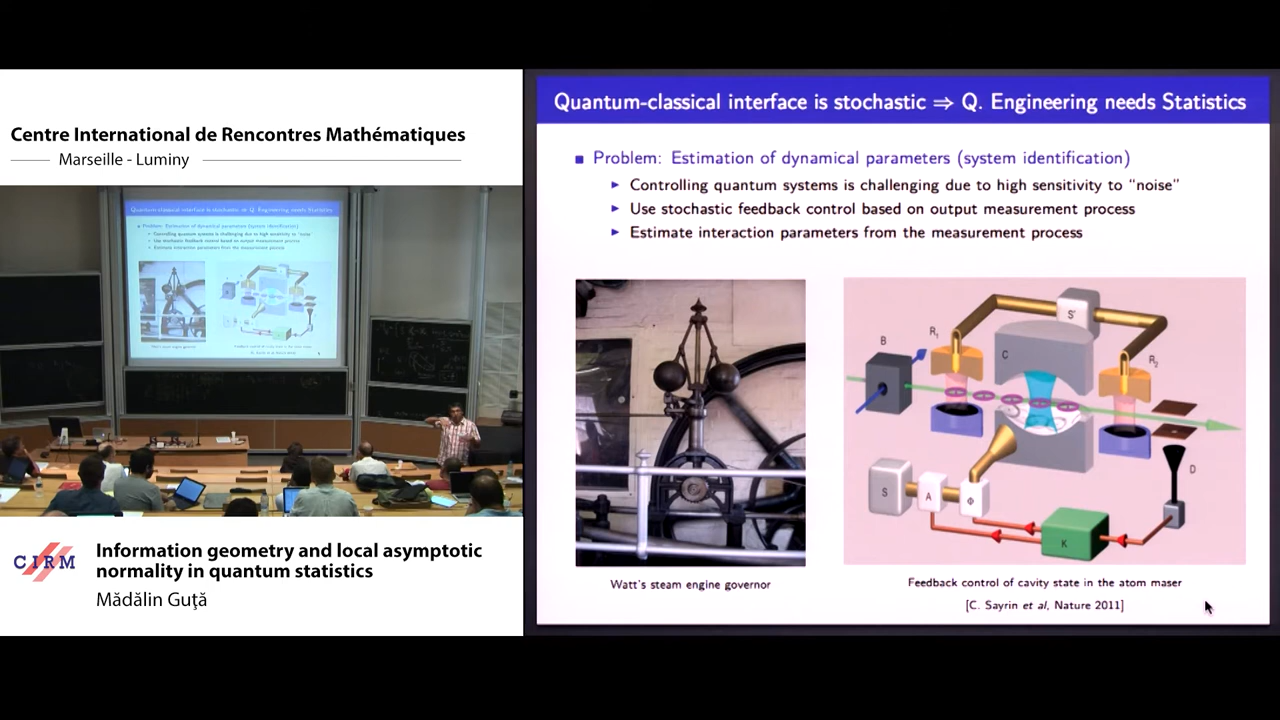 Centre International de Rencontres Mathématiques
Marseille - Luminy
CIRM
Information geometry and local asymptotic
normality in quantum statistics
Mădălin Guţă
Quantum-classical interface is stochastic ⇒ Q. Engineering needs Statistics
Problem: Estimation of dynamical parameters (system identification)
Controlling quantum systems is challenging due to high sensitivity to “noise”
Use stochastic feedback control based on output measurement process
Estimate interaction parameters from the measurement process
B
R1
C
S'
R2
S
A
Φ
K
D
Watt's steam engine governor
Feedback control of cavity state in the atom maser
[C. Sayrin et al, Nature 2011]